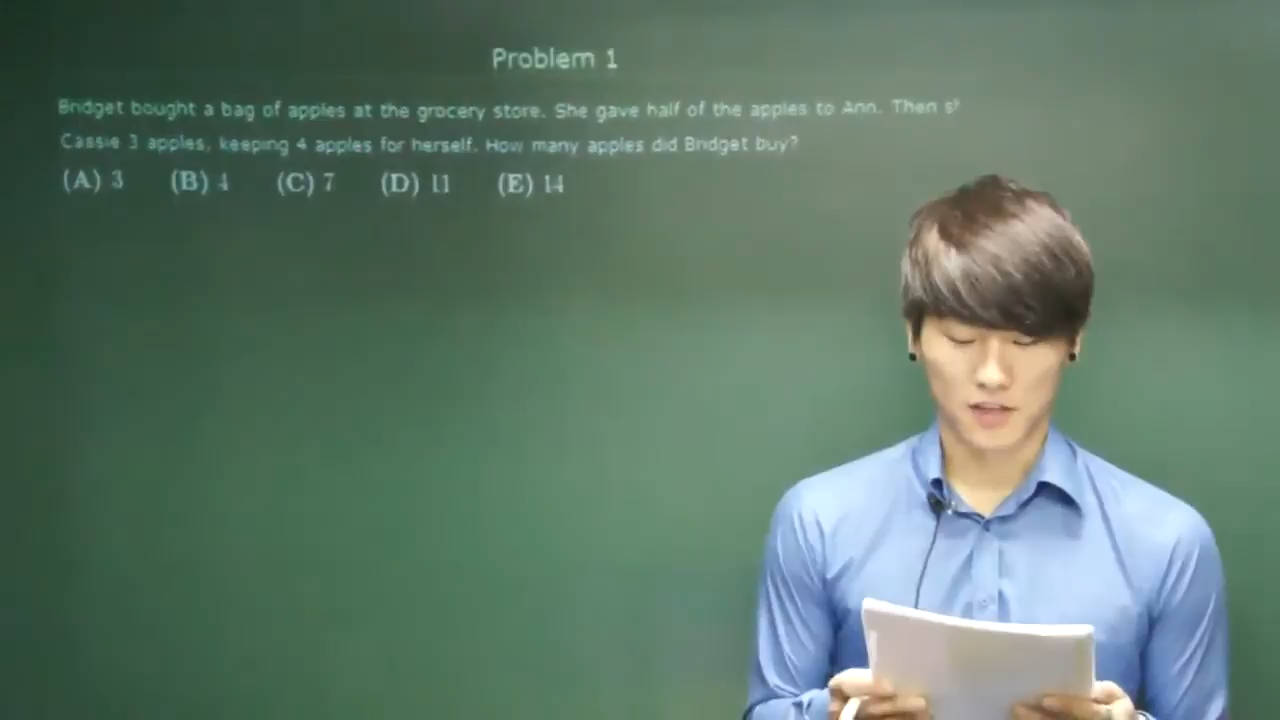 Problem 1
Bridget bought a bag of apples at the grocery store. She gave half of the apples to Ann. Then
Cassie 3 apples, keeping 4 apples for herself. How many apples did Bridget buy?
(A) 3 (B) 4 (C) 7 (D) 11 (E) 14